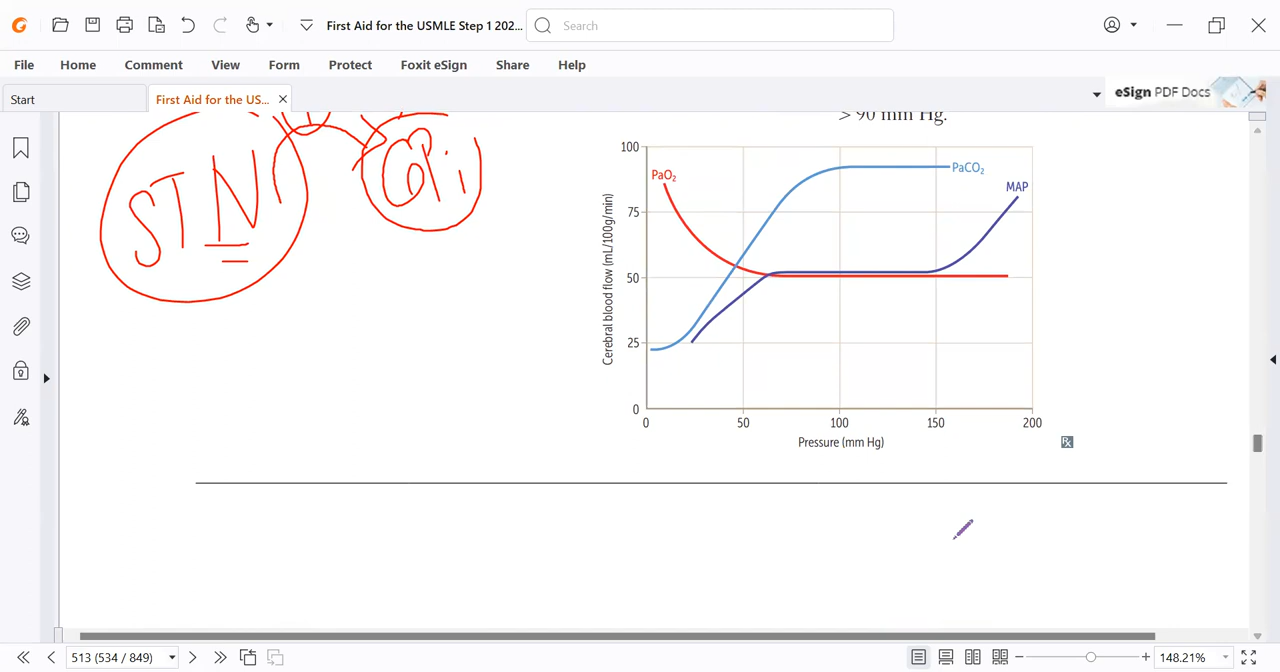 First Aid for the USMLE Step 1 202...
Search
File Home Comment View Form Protect Foxit eSign Share Help
Start
First Aid for the US...
eSign PDF Docs
> 90 mm Hg.
STN
100
75
50
25
0
Cerebral blood flow (mL/100g/min)
PaO₂
PaCO₂
MAP
0 50 100 150 200
Pressure (mm Hg)
Rx
513 (534 / 849)
148.21%